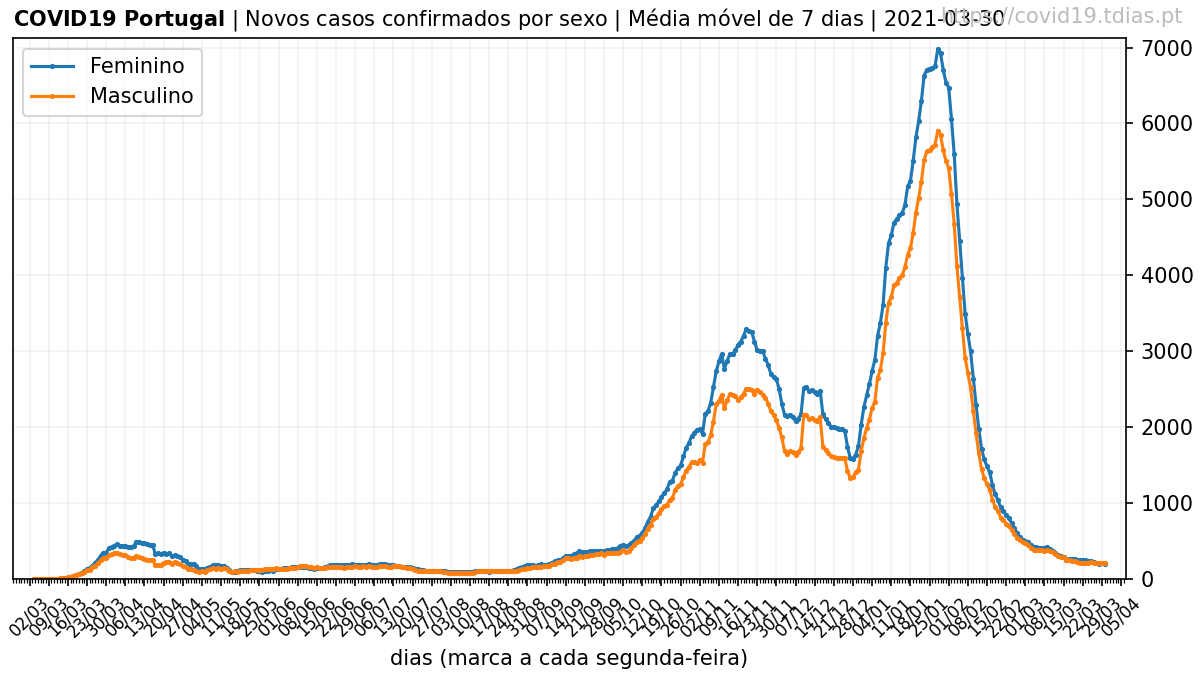 COVID19 Portugal | Novos casos confirmados por sexo | Média móvel de 7 dias | 2021-03-30
https://covid19.tdias.pt
Feminino
Masculino
7000
6000
5000
4000
3000
2000
1000
0
02/03 09/03 16/03 23/03 30/03 06/04 13/04 20/04 27/04 04/05 11/05 18/05 25/05 01/06 08/06 15/06 22/06 29/06 06/07 13/07 20/07 27/07 03/08 10/08 17/08 24/08 31/08 07/09 14/09 21/09 28/09 05/10 12/10 19/10 26/10 02/11 09/11 16/11 23/11 30/11 07/12 14/12 21/12 28/12 04/01 11/01 18/01 25/01 01/02 08/02 15/02 22/02 01/03 08/03 15/03 22/03 29/03 05/04
dias (marca a cada segunda-feira)